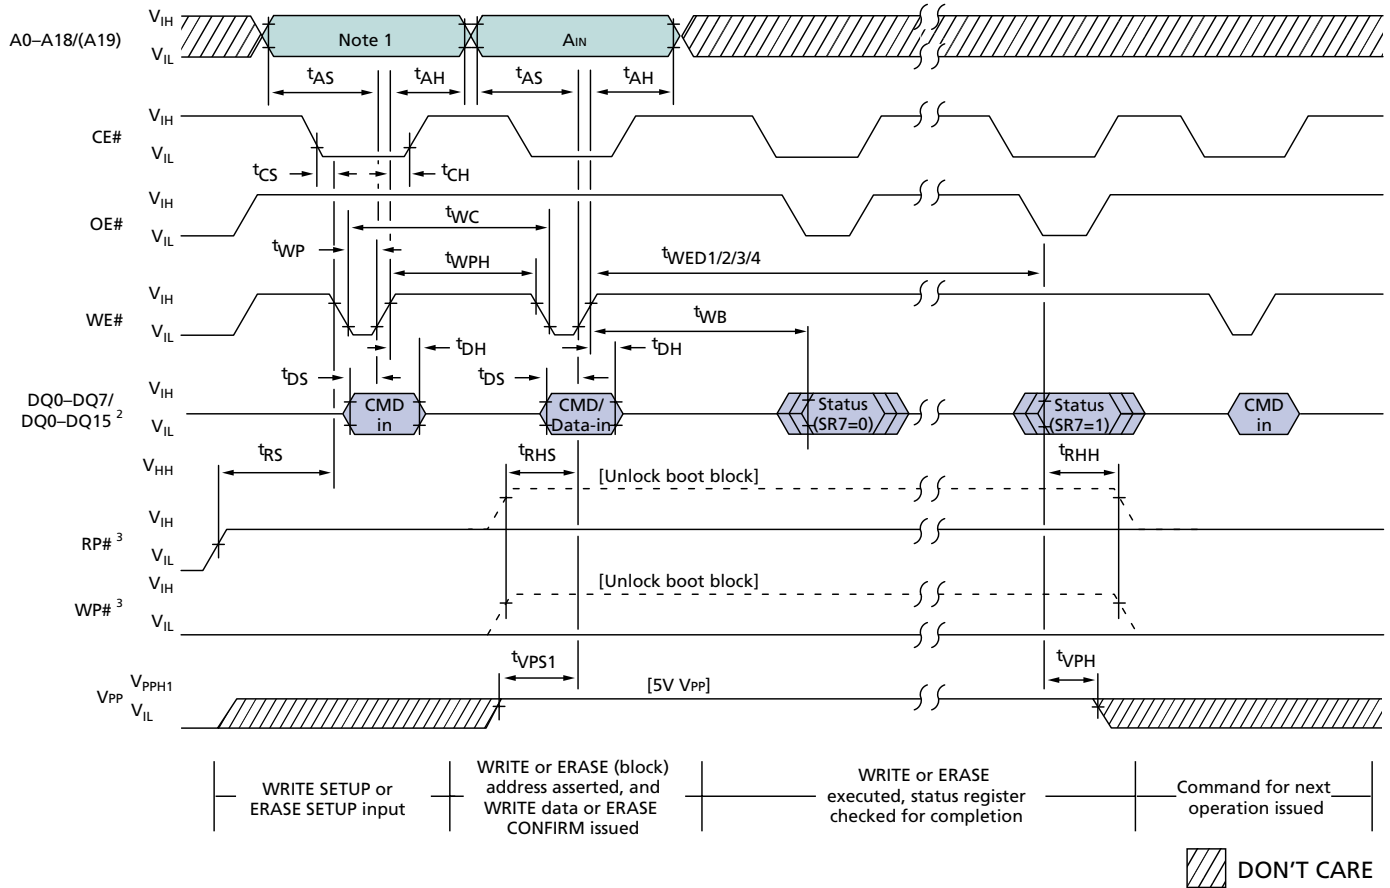 A0–A18/(A19)
VIH
VIL
Note 1
AIN
tAS
tAH
tAS
tAH
CE#
VIH
VIL
tCS
tCH
OE#
VIH
VIL
tWC
tWP
tWPH
tWED1/2/3/4
WE#
VIH
VIL
tWB
tDH
tDH
tDS
tDS
DQ0–DQ7/
DQ0–DQ15 2
VIH
VIL
CMD
in
CMD/
Data-in
Status
(SR7=0)
Status
(SR7=1)
CMD
in
tRS
tRHS
tRHH
[Unlock boot block]
RP# 3
VHH
VIH
VIL
[Unlock boot block]
WP# 3
VIH
VIL
tVPS1
tVPH
[5V VPP]
VPP
VPPH1
VIL
WRITE SETUP or
ERASE SETUP input
WRITE or ERASE (block)
address asserted, and
WRITE data or ERASE
CONFIRM issued
WRITE or ERASE
executed, status register
checked for completion
Command for next
operation issued
DON'T CARE